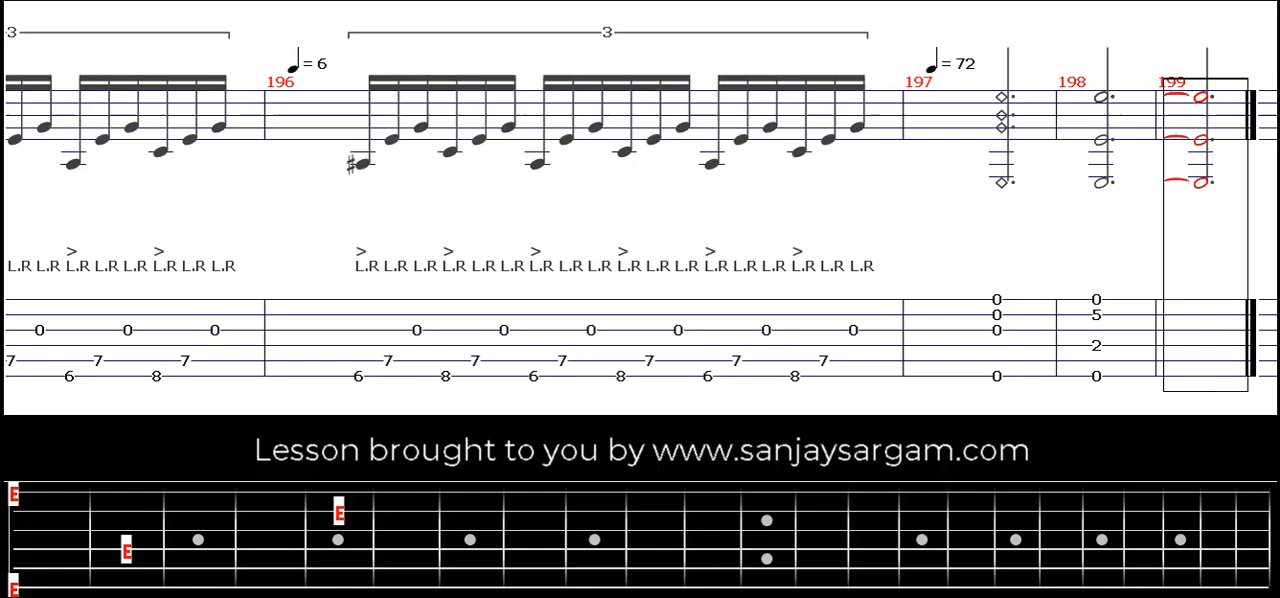 3 3
= 6 = 72
196 197 198 199
> > > > > > > >
L.R L.R L.R L.R L.R L.R L.R L.R L.R L.R L.R L.R L.R L.R L.R L.R L.R L.R L.R L.R L.R L.R L.R L.R L.R L.R
0 0
0 5
0 0 0 0 0 0 0 0 0 0
2
7 7 7 7 7 7 7 7 7
6 8 6 8 6 8 6 8 0 0
Lesson brought to you by www.sanjaysargam.com
E
E
E
E